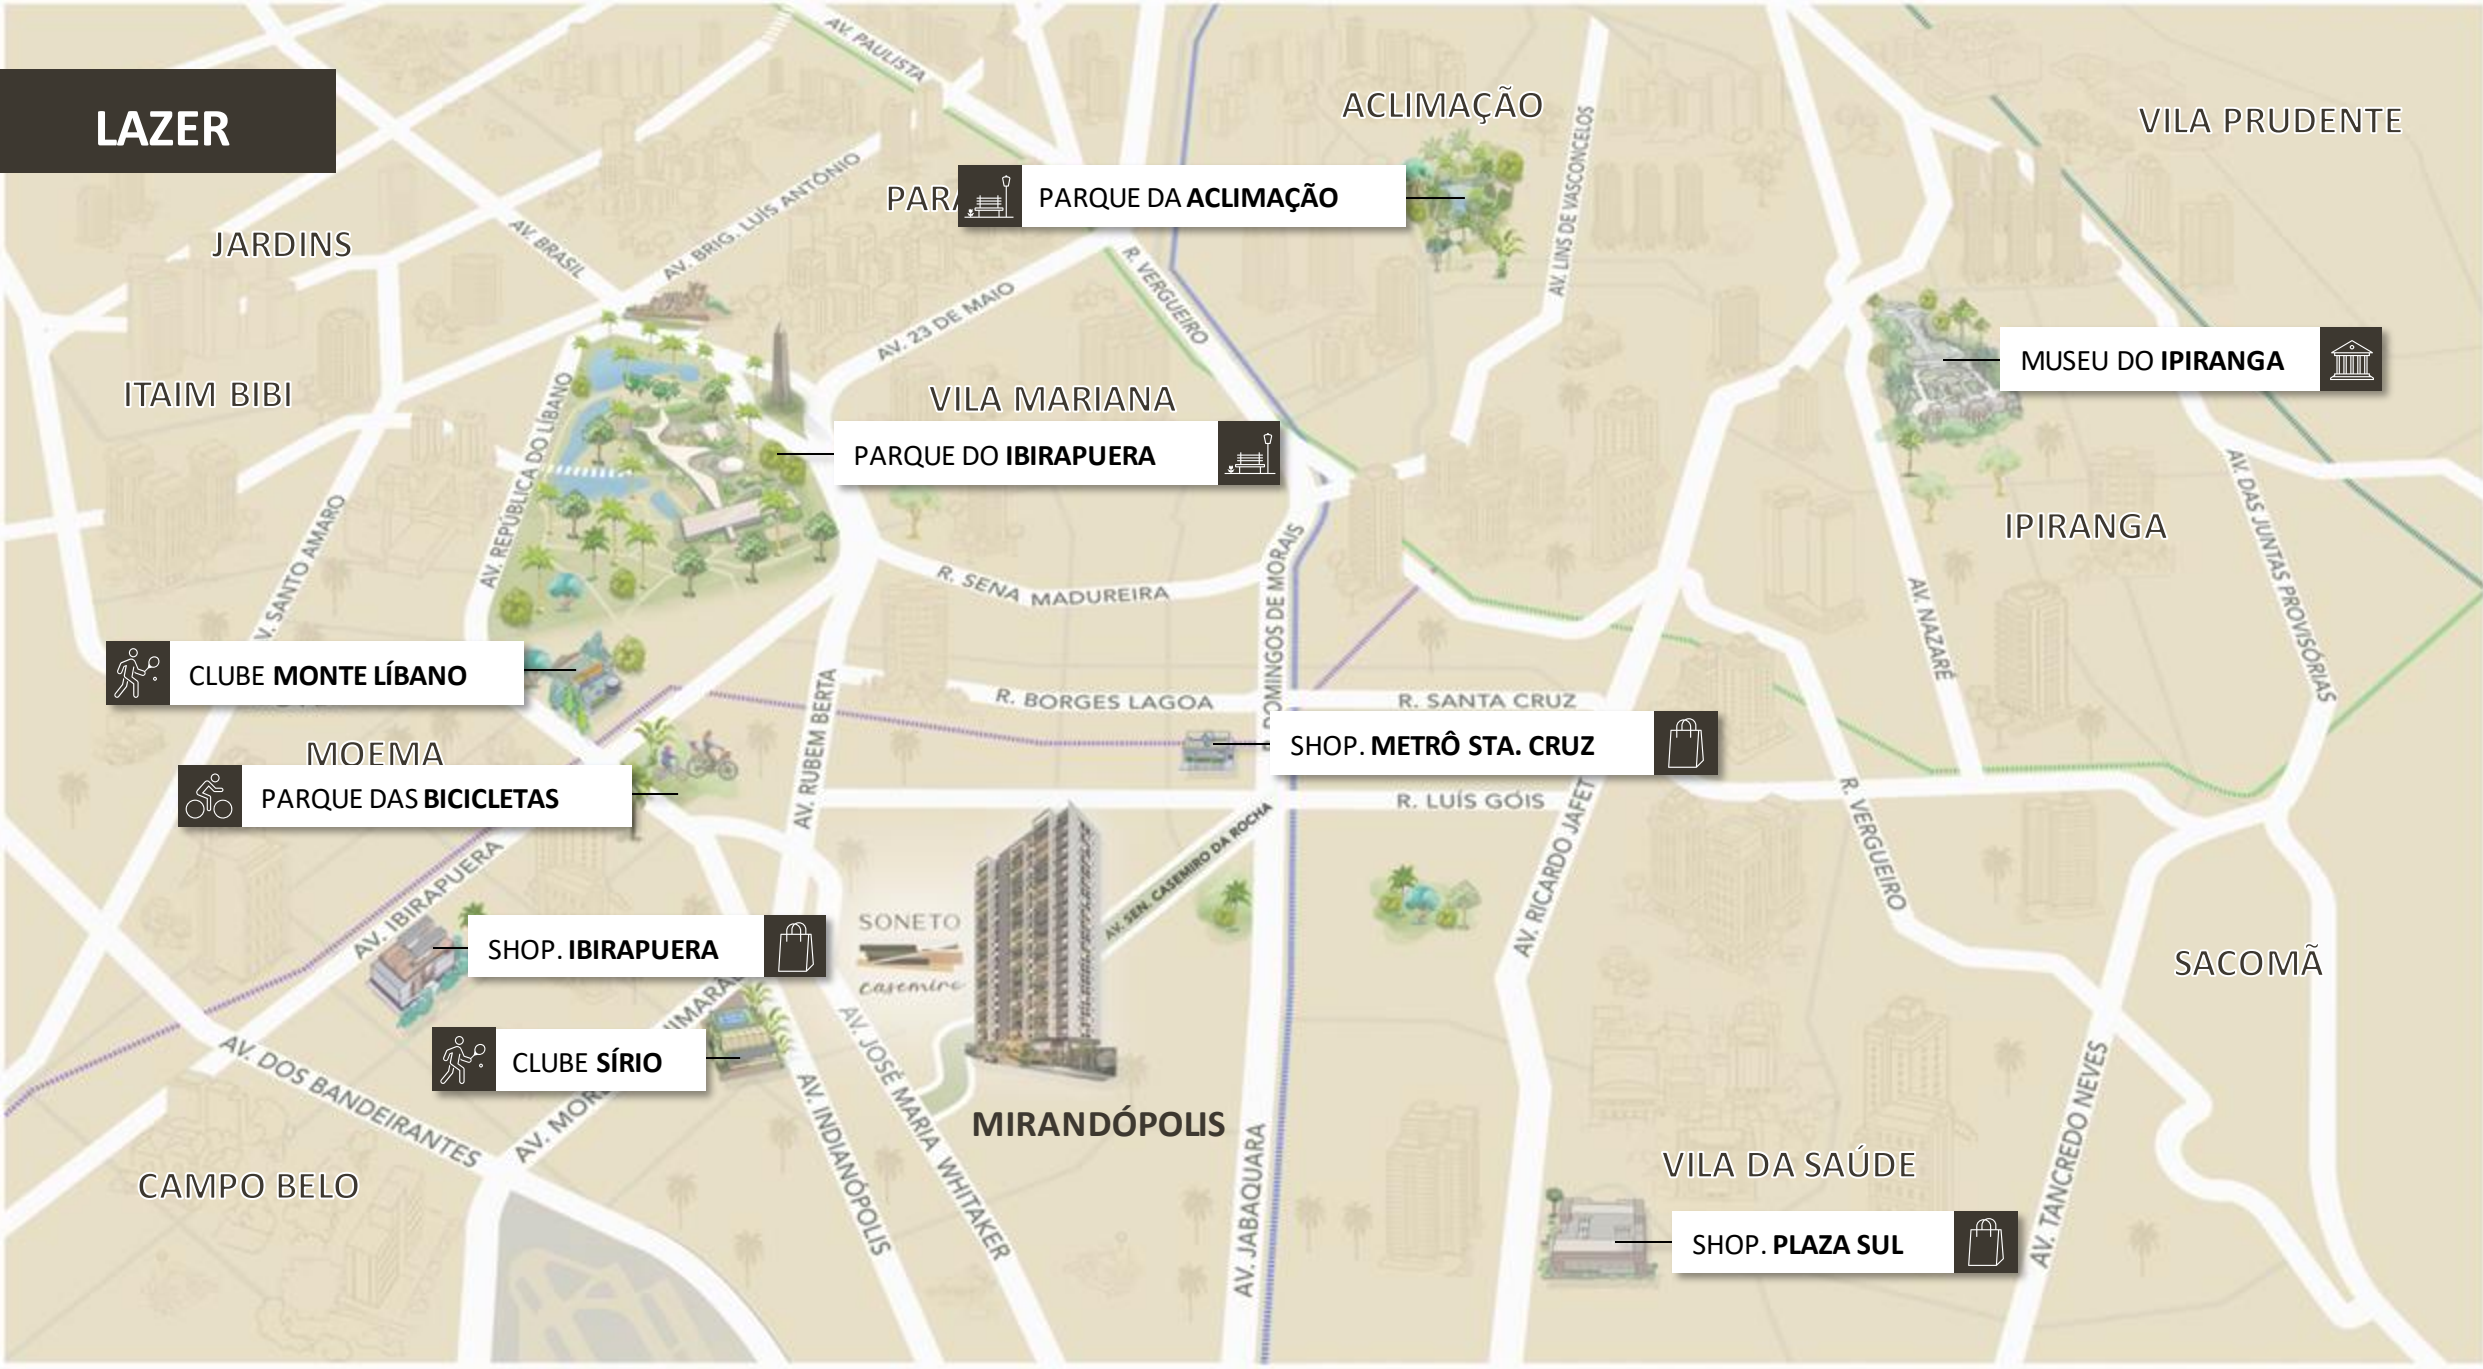 LAZER
AV. PAULISTA
ACLIMAÇÃO
VILA PRUDENTE
AV. BRIG. LUÍS ANTÔNIO
PARA
PARQUE DA ACLIMAÇÃO
AV. LINS DE VASCONCELOS
JARDINS
AV. BRASIL
R. VERGUEIRO
AV. 23 DE MAIO
ITAIM BIBI
AV. REPÚBLICA DO LÍBANO
VILA MARIANA
MUSEU DO IPIRANGA
PARQUE DO IBIRAPUERA
AV. DAS JUNTAS PROVISÓRIAS
IPIRANGA
V. SANTO AMARO
R. SENA MADUREIRA
DOMINGOS DE MORAIS
AV. NAZARÉ
CLUBE MONTE LÍBANO
R. BORGES LAGOA
R. SANTA CRUZ
AV. RUBEM BERTA
MOEMA
SHOP. METRÔ STA. CRUZ
PARQUE DAS BICICLETAS
R. LUÍS GÓIS
AV. RICARDO JAFET
R. VERGUEIRO
AV. SEN. CASEMIRO DA ROCHA
AV. IBIRAPUERA
SONETO
casemiro
SHOP. IBIRAPUERA
SACOMÃ
CLUBE SÍRIO
AV. DOS BANDEIRANTES
AV. MOR
IMARA
AV. INDIANÓPOLIS
AV. JOSÉ MARIA WHITAKER
MIRANDÓPOLIS
AV. JABAQUARA
AV. TANCREDO NEVES
CAMPO BELO
VILA DA SAÚDE
SHOP. PLAZA SUL